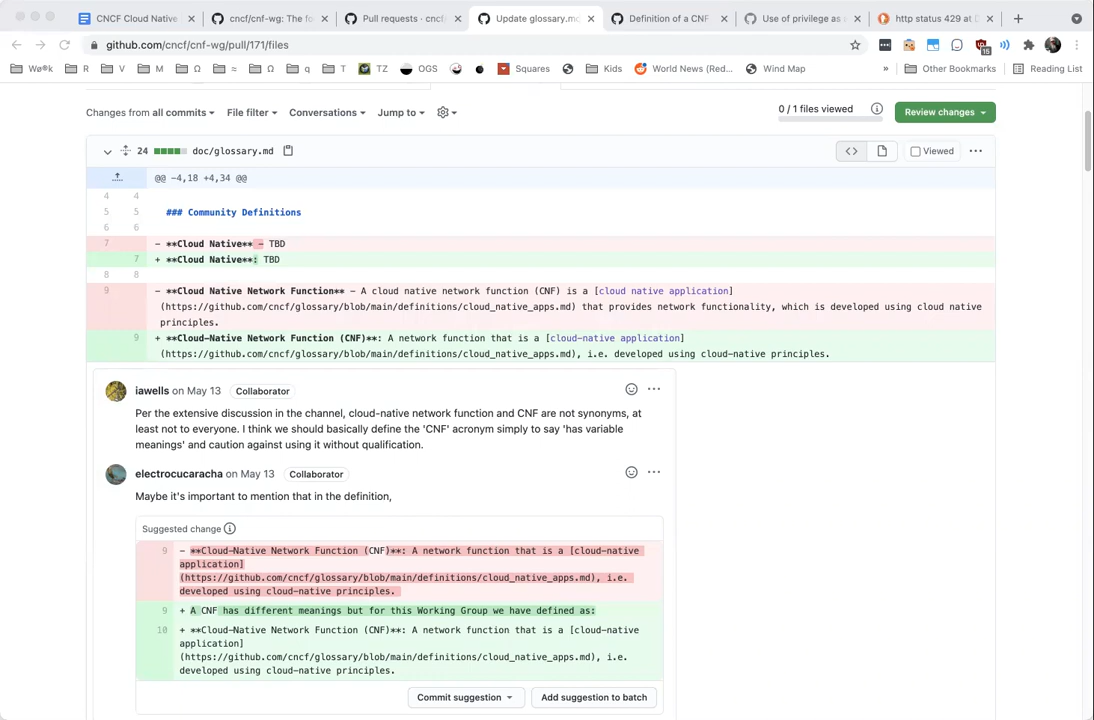 CNCF Cloud Native
cncf/cnf-wg: The fo
Pull requests · cncf
Update glossary.md
Definition of a CNF
Use of privilege as
http status 429 at D
github.com/cncf/cnf-wg/pull/171/files
15
Wø®k
R
V
M
Ω
≈
Ω
q
T
TZ
OGS
Squares
Kids
World News (Red...
Wind Map
»
Other Bookmarks
Reading List
Changes from all commits
File filter
Conversations
Jump to
0 / 1 files viewed
Review changes
24
doc/glossary.md
<>
Viewed
@@ -4,18 +4,34 @@
4 4
5 5 ### Community Definitions
6 6
7 - **Cloud Native** - TBD
7 + **Cloud Native**: TBD
8 8
9 - **Cloud Native Network Function** - A cloud native network function (CNF) is a [cloud native application]
(https://github.com/cncf/glossary/blob/main/definitions/cloud_native_apps.md) that provides network functionality, which is developed using cloud native
principles.
9 + **Cloud-Native Network Function (CNF)**: A network function that is a [cloud-native application]
(https://github.com/cncf/glossary/blob/main/definitions/cloud_native_apps.md), i.e. developed using cloud-native principles.
iawells on May 13 Collaborator
Per the extensive discussion in the channel, cloud-native network function and CNF are not synonyms, at
least not to everyone. I think we should basically define the 'CNF' acronym simply to say 'has variable
meanings' and caution against using it without qualification.
electrocucaracha on May 13 Collaborator
Maybe it's important to mention that in the definition,
Suggested change
9 - **Cloud-Native Network Function (CNF)**: A network function that is a [cloud-native
application]
(https://github.com/cncf/glossary/blob/main/definitions/cloud_native_apps.md), i.e.
developed using cloud-native principles.
9 + A CNF has different meanings but for this Working Group we have defined as:
10 + **Cloud-Native Network Function (CNF)**: A network function that is a [cloud-native
application]
(https://github.com/cncf/glossary/blob/main/definitions/cloud_native_apps.md), i.e.
developed using cloud-native principles.
Commit suggestion
Add suggestion to batch